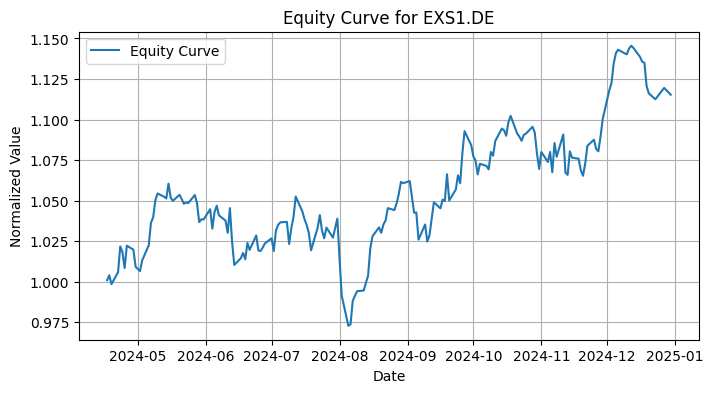 Equity Curve for EXS1.DE
Equity Curve
Normalized Value
1.150
1.125
1.100
1.075
1.050
1.025
1.000
0.975
2024-05 2024-06 2024-07 2024-08 2024-09 2024-10 2024-11 2024-12 2025-01
Date